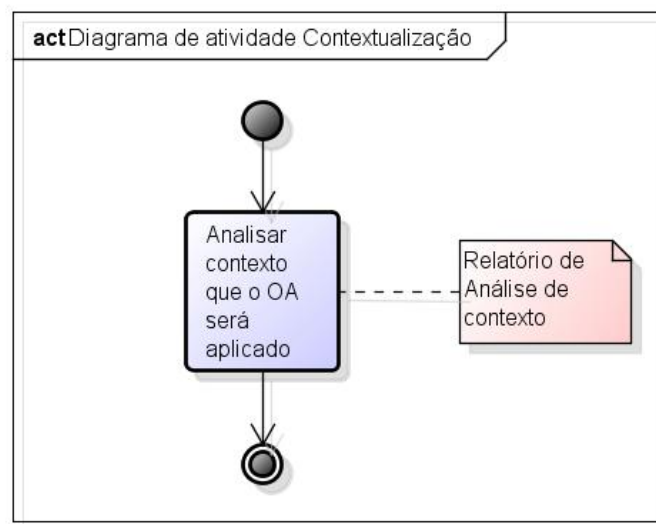 act Diagrama de atividade Contextualização
Analisar
contexto
que o OA
será
aplicado
Relatório de
Análise de
contexto